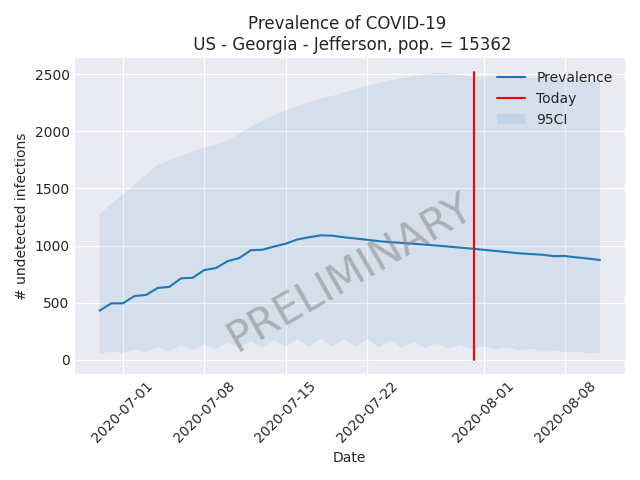 Prevalence of COVID-19
US - Georgia - Jefferson, pop. = 15362
2500
2000
1500
1000
500
0
# undetected infections
Prevalence
Today
95CI
PRELIMINARY
2020-07-01
2020-07-08
2020-07-15
2020-07-22
2020-08-01
2020-08-08
Date